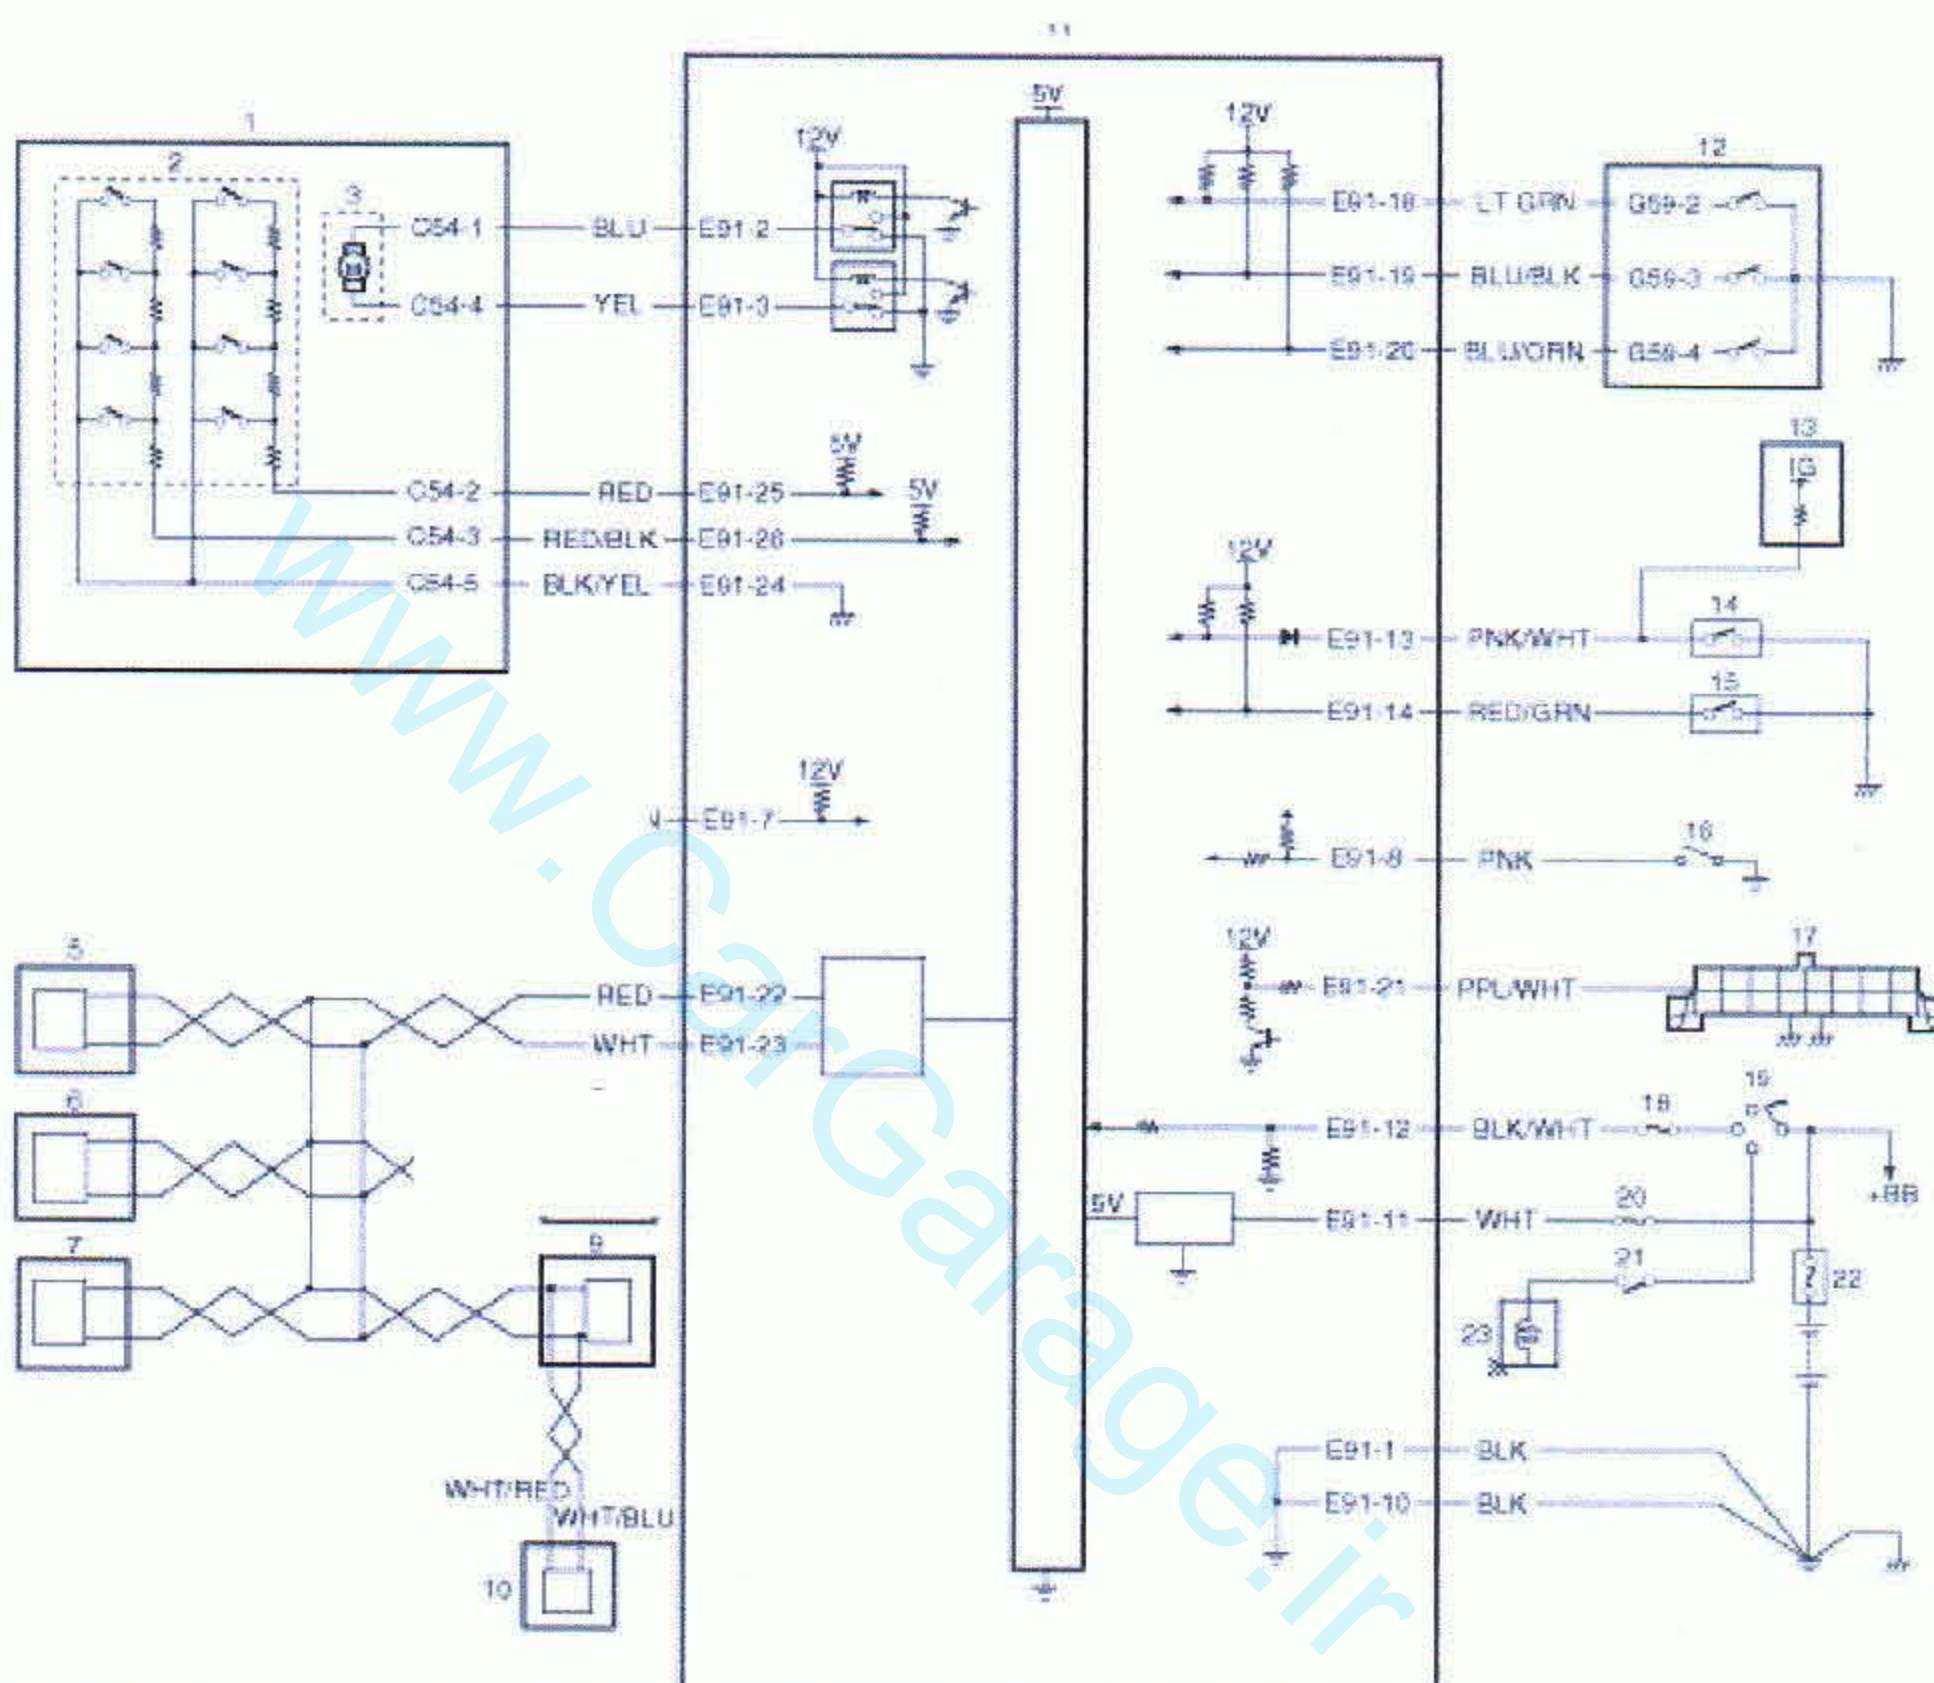 11
1
2
3
C54-1 BLU E91-2
C54-4 YEL E91-3
12V
5V
C54-2 RED E91-25
5V
C54-3 RED/BLK E91-26
5V
C54-5 BLK/YEL E91-24
12V
E91-7
5
RED E91-22
WHT E91-23
6
7
9
WHT/RED
WHT/BLU
10
12V
12
E91-18 LT GRN G59-2
E91-19 BLU/BLK G59-3
E91-20 BLU/ORN G59-4
13
IG
12V
14
E91-13 PNK/WHT
15
E91-14 RED/GRN
16
E91-8 PNK
12V
17
E91-21 PPL/WHT
19
18
E91-12 BLK/WHT
+BB
5V
20
E91-11 WHT
21
22
23
E91-1 BLK
E91-10 BLK
www.CarGarage.ir